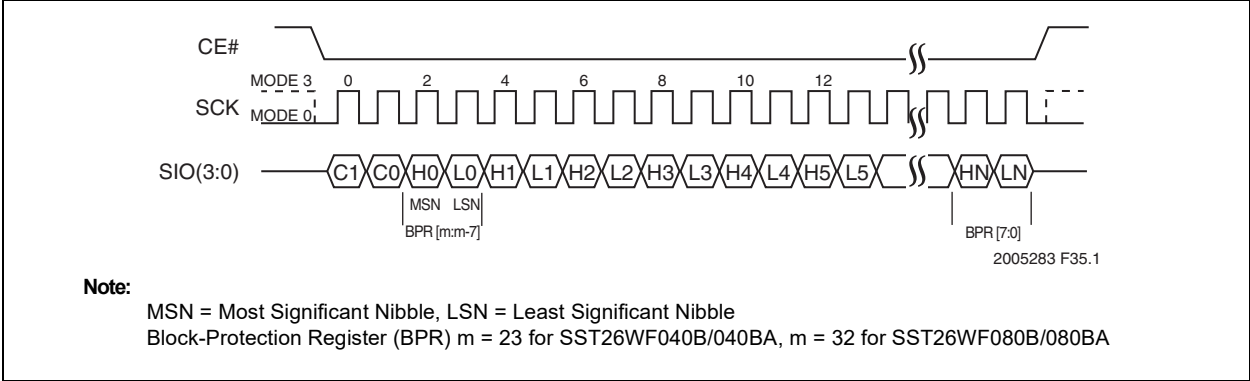 CE#
MODE 3 0 2 4 6 8 10 12
SCK
MODE 0
SIO(3:0) C1 C0 H0 L0 H1 L1 H2 L2 H3 L3 H4 L4 H5 L5 HN LN
MSN LSN
BPR [m:m-7] BPR [7:0]
2005283 F35.1
Note:
MSN = Most Significant Nibble, LSN = Least Significant Nibble
Block-Protection Register (BPR) m = 23 for SST26WF040B/040BA, m = 32 for SST26WF080B/080BA